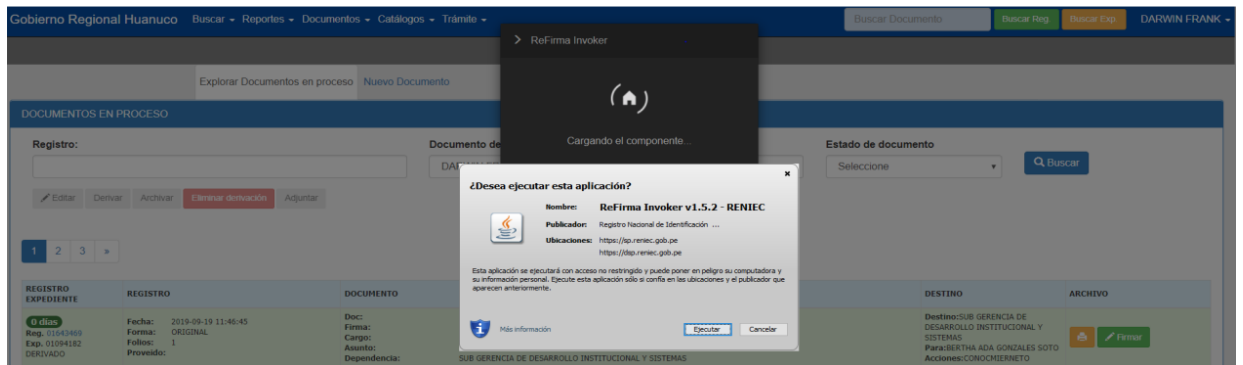 Gobierno Regional Huanuco Buscar Reportes Documentos Catálogos Trámite Buscar Documento Buscar Reg. Buscar Exp. DARWIN FRANK
ReFirma Invoker
Explorar Documentos en proceso Nuevo Documento
DOCUMENTOS EN PROCESO
Cargando el componente...
Registro: Documento de Estado de documento
Seleccione Buscar
Editar Derivar Archivar Eliminar derivación Adjuntar
¿Desea ejecutar esta aplicación?
Nombre: ReFirma Invoker v1.5.2 - RENIEC
Publicador: Registro Nacional de Identificación ...
Ubicaciones: https://sp.reniec.gob.pe
https://dsp.reniec.gob.pe
Esta aplicación se ejecutará con acceso no restringido y puede poner en peligro su computadora y
su información personal. Ejecute esta aplicación sólo si confía en las ubicaciones y el publicador que
aparecen anteriormente.
Más información Ejecutar Cancelar
1 2 3 »
REGISTRO EXPEDIENTE REGISTRO DOCUMENTO DESTINO ARCHIVO
0 días
Reg. 01643469
Exp. 01094182
DERIVADO
Fecha: 2019-09-19 11:46:45
Forma: ORIGINAL
Folios: 1
Proveido:
Doc:
Firma:
Cargo:
Asunto:
Dependencia: SUB GERENCIA DE DESARROLLO INSTITUCIONAL Y SISTEMAS
Destino:SUB GERENCIA DE
DESARROLLO INSTITUCIONAL Y
SISTEMAS
Para:BERTHA ADA GONZALES SOTO
Acciones:CONOCMIERNETO
Firmar